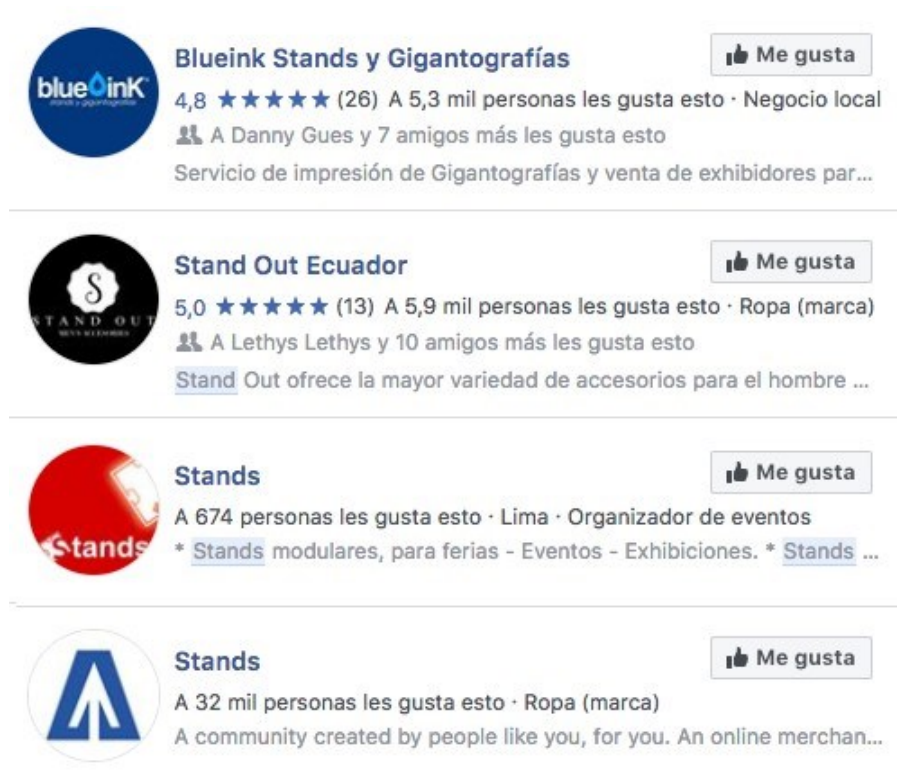 blueink
stands y gigantografías
Blueink Stands y Gigantografías
Me gusta
4,8 ★★★★★ (26) A 5,3 mil personas les gusta esto · Negocio local
A Danny Gues y 7 amigos más les gusta esto
Servicio de impresión de Gigantografías y venta de exhibidores par...
S
STAND OUT
MEN'S ACCESSORIES
Stand Out Ecuador
Me gusta
5,0 ★★★★★ (13) A 5,9 mil personas les gusta esto · Ropa (marca)
A Lethys Lethys y 10 amigos más les gusta esto
Stand Out ofrece la mayor variedad de accesorios para el hombre ...
Stands
Stands
Me gusta
A 674 personas les gusta esto · Lima · Organizador de eventos
* Stands modulares, para ferias - Eventos - Exhibiciones. * Stands ...
Stands
Me gusta
A 32 mil personas les gusta esto · Ropa (marca)
A community created by people like you, for you. An online merchan...